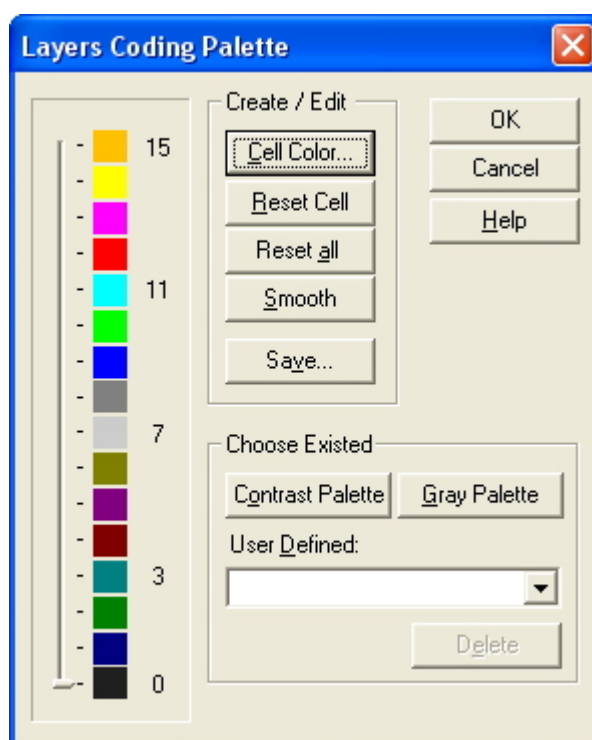 Layers Coding Palette
15
11
7
3
0
Create / Edit
Cell Color...
Reset Cell
Reset all
Smooth
Save...
OK
Cancel
Help
Choose Existed
Contrast Palette
Gray Palette
User Defined:
Delete